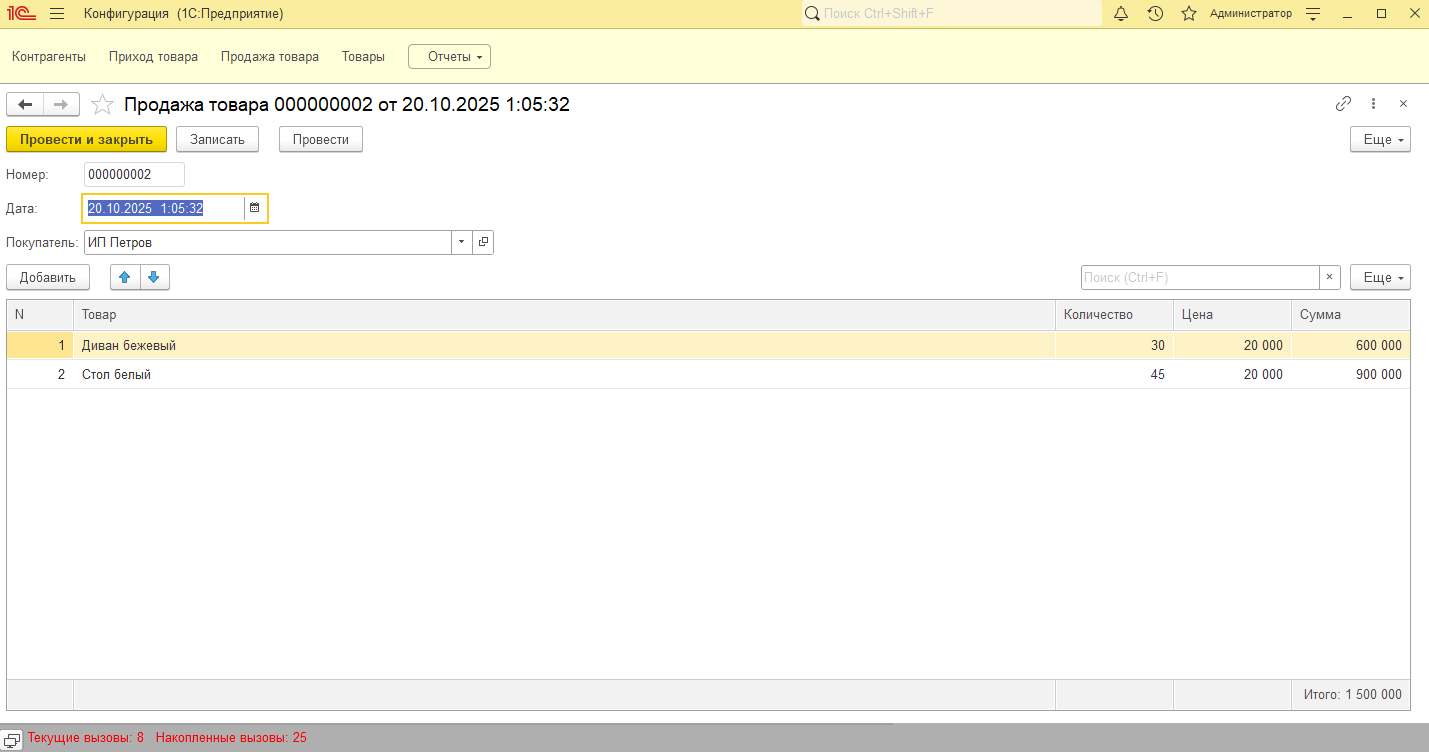 1С Конфигурация (1С:Предприятие) Поиск Ctrl+Shift+F Администратор
Контрагенты Приход товара Продажа товара Товары Отчеты
Продажа товара 000000002 от 20.10.2025 1:05:32
Провести и закрыть Записать Провести Еще
Номер: 000000002
Дата: 20.10.2025 1:05:32
Покупатель: ИП Петров
Добавить Поиск (Ctrl+F) × Еще
N Товар Количество Цена Сумма
1 Диван бежевый 30 20 000 600 000
2 Стол белый 45 20 000 900 000
Итого: 1 500 000
Текущие вызовы: 8 Накопленные вызовы: 25